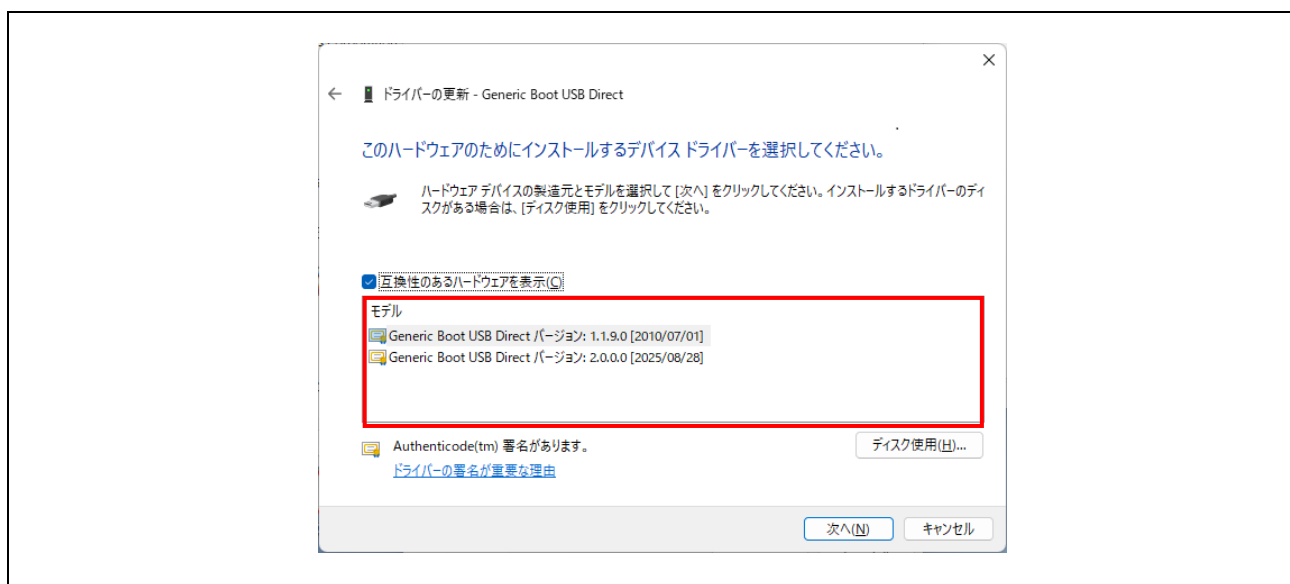 ドライバーの更新 - Generic Boot USB Direct
このハードウェアのためにインストールするデバイス ドライバーを選択してください。
ハードウェア デバイスの製造元とモデルを選択して [次へ] をクリックしてください。インストールするドライバーのディ
スクがある場合は、[ディスク使用] をクリックしてください。
互換性のあるハードウェアを表示(C)
モデル
Generic Boot USB Direct バージョン: 1.1.9.0 [2010/07/01]
Generic Boot USB Direct バージョン: 2.0.0.0 [2025/08/28]
Authenticode(tm) 署名があります。
ディスク使用(H)...
ドライバーの署名が重要な理由
次へ(N)
キャンセル